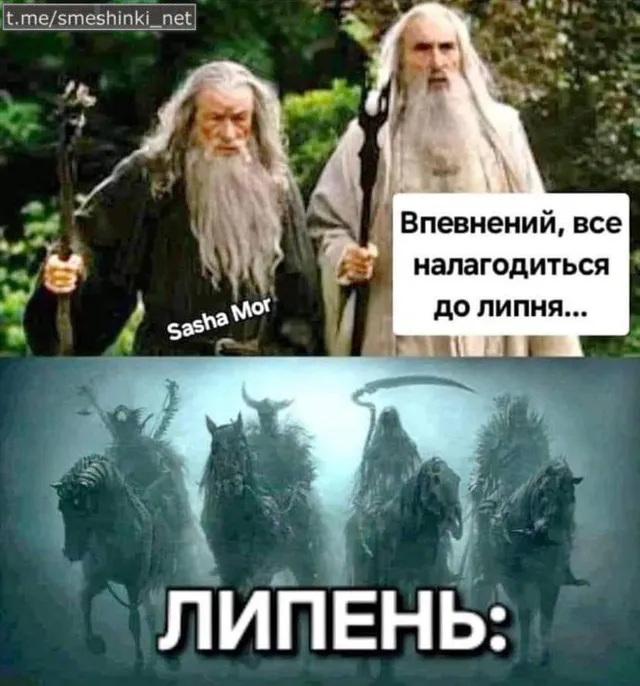 t.me/smeshinki_net
Впевнений, все
налагодиться
до липня...
Sasha Mor
ЛИПЕНЬ: